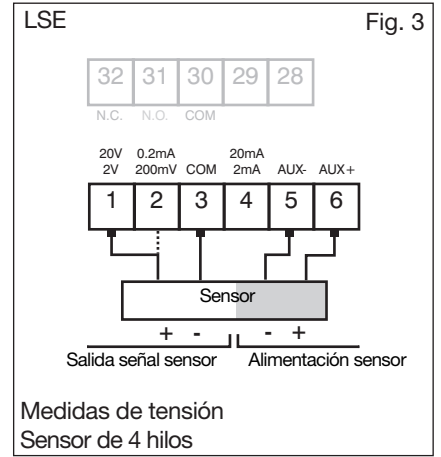 LSE Fig. 3
32 31 30 29 28
N.C. N.O. COM
20V 0.2mA 20mA
2V 200mV COM 2mA AUX- AUX+
1 2 3 4 5 6
Sensor
+ - - +
Salida señal sensor Alimentación sensor
Medidas de tensión
Sensor de 4 hilos